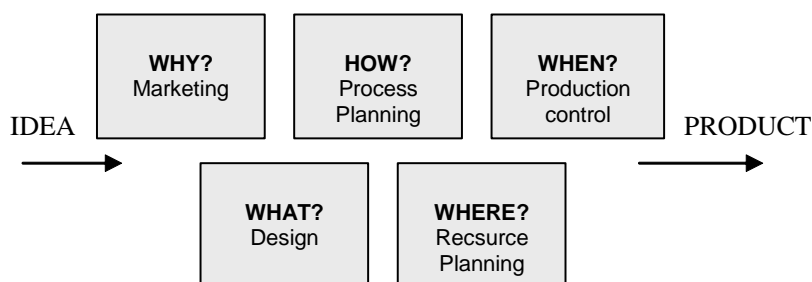 WHY?
Marketing
HOW?
Process
Planning
WHEN?
Production
control
IDEA
PRODUCT
WHAT?
Design
WHERE?
Recsurce
Planning